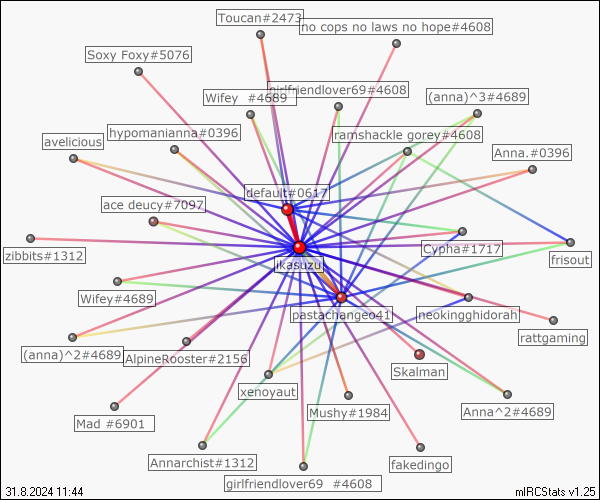 Toucan#2473
no cops no laws no hope#4608
Soxy Foxy#5076
girlfriendlover69#4608
Wifey  #4689
(anna)^3#4689
hypomanianna#0396
ramshackle gorey#4608
avelicious
Anna.#0396
default#0617
ace deucy#7097
zibbits#1312
Cypha#1717
frisout
ikasuzu
Wifey#4689
pastachangeo41
neokingghidorah
rattgaming
(anna)^2#4689
AlpineRooster#2156
Skalman
xenoyaut
Mushy#1984
Anna^2#4689
Mad #6901
Annarchist#1312
fakedingo
girlfriendlover69  #4608
31.8.2024 11:44
mIRCStats v1.25